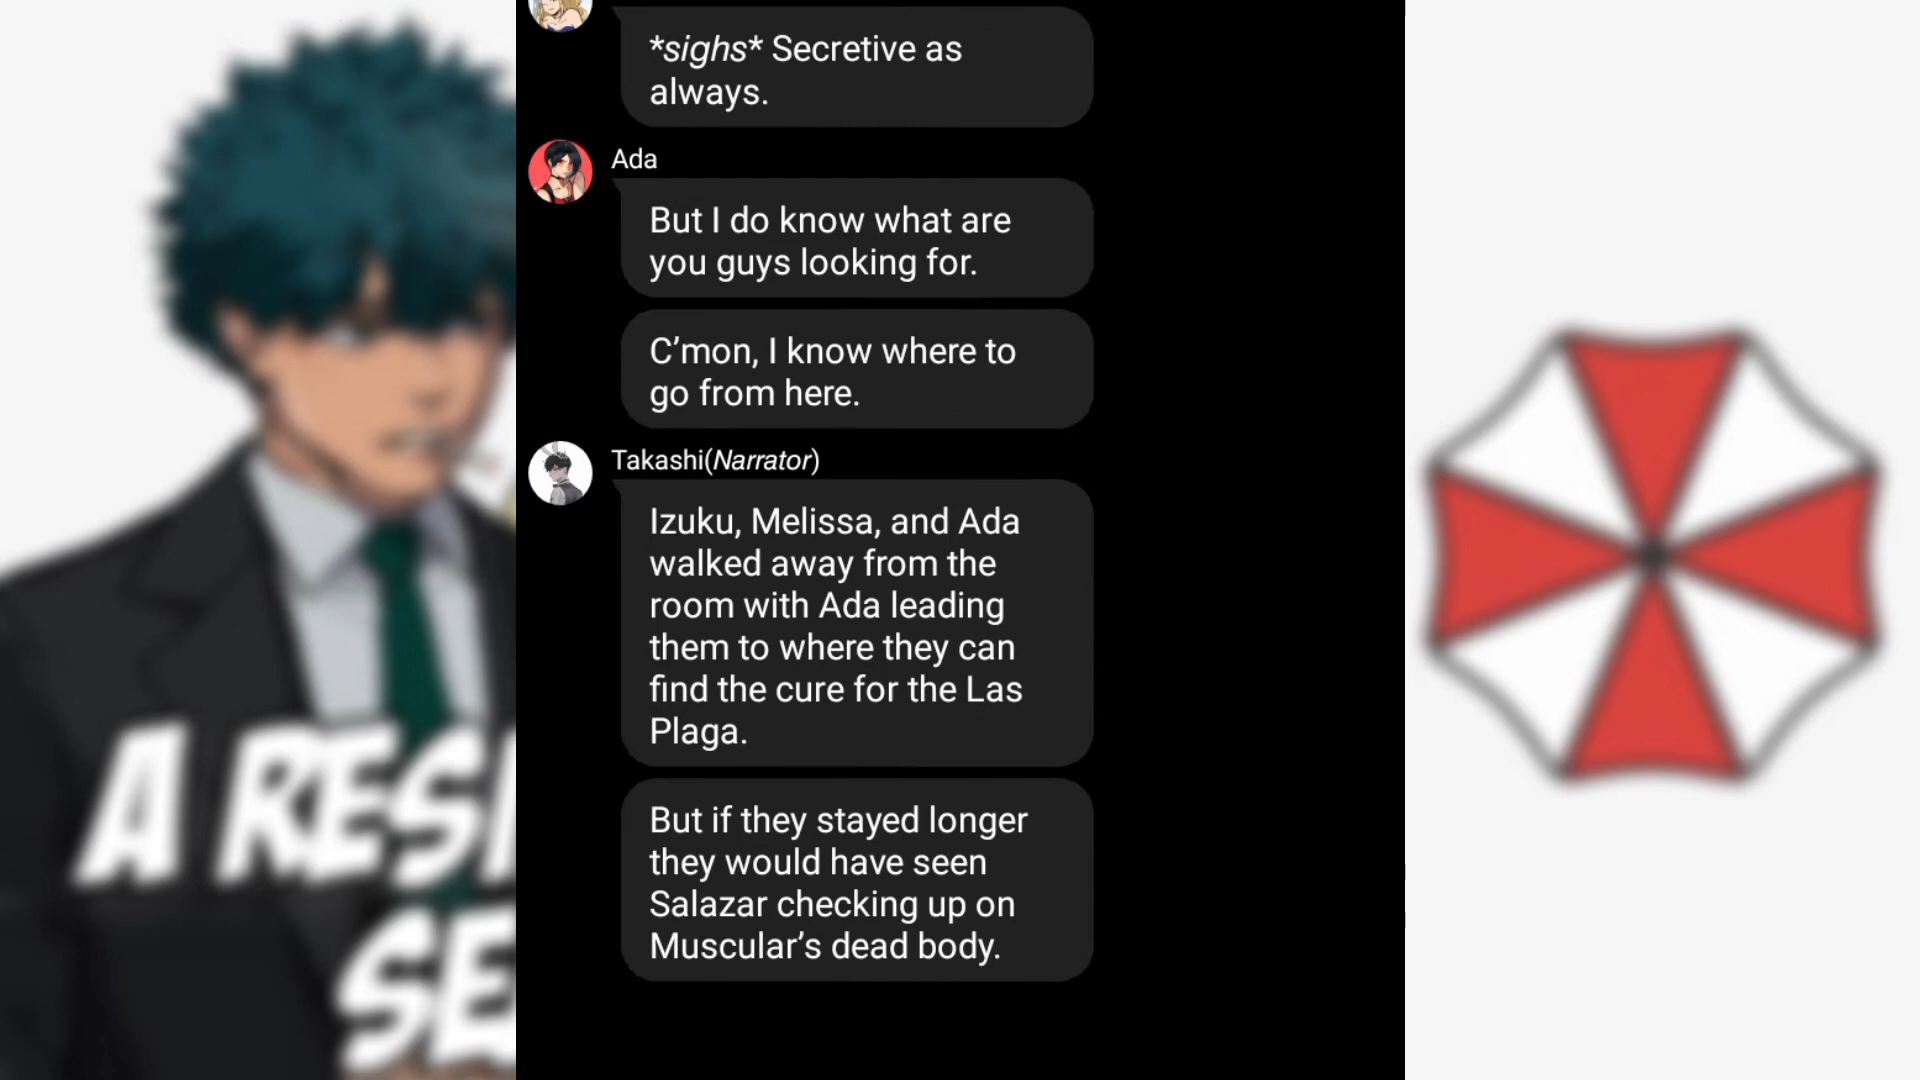 *sighs* Secretive as
always.
Ada
But I do know what are
you guys looking for.
C’mon, I know where to
go from here.
Takashi(Narrator)
Izuku, Melissa, and Ada
walked away from the
room with Ada leading
them to where they can
find the cure for the Las
Plaga.
But if they stayed longer
they would have seen
Salazar checking up on
Muscular’s dead body.
A RESI
SE